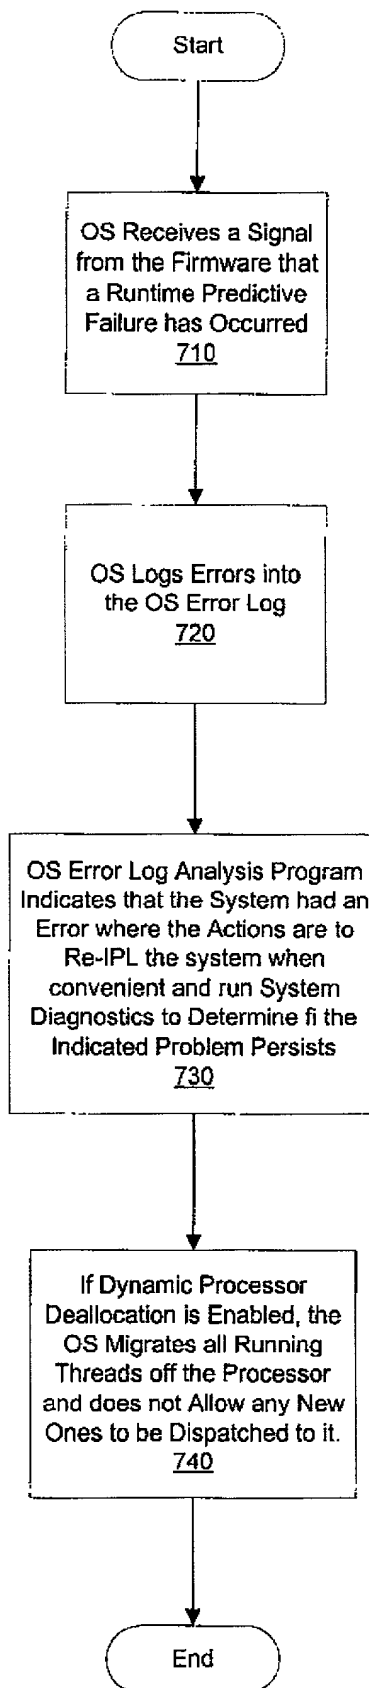 Start
OS Receives a Signal
from the Firmware that
a Runtime Predictive
Failure has Occurred
710
OS Logs Errors into
the OS Error Log
720
OS Error Log Analysis Program
Indicates that the System had an
Error where the Actions are to
Re-IPL the system when
convenient and run System
Diagnostics to Determine fi the
Indicated Problem Persists
730
If Dynamic Processor
Deallocation is Enabled, the
OS Migrates all Running
Threads off the Processor
and does not Allow any New
Ones to be Dispatched to it.
740
End